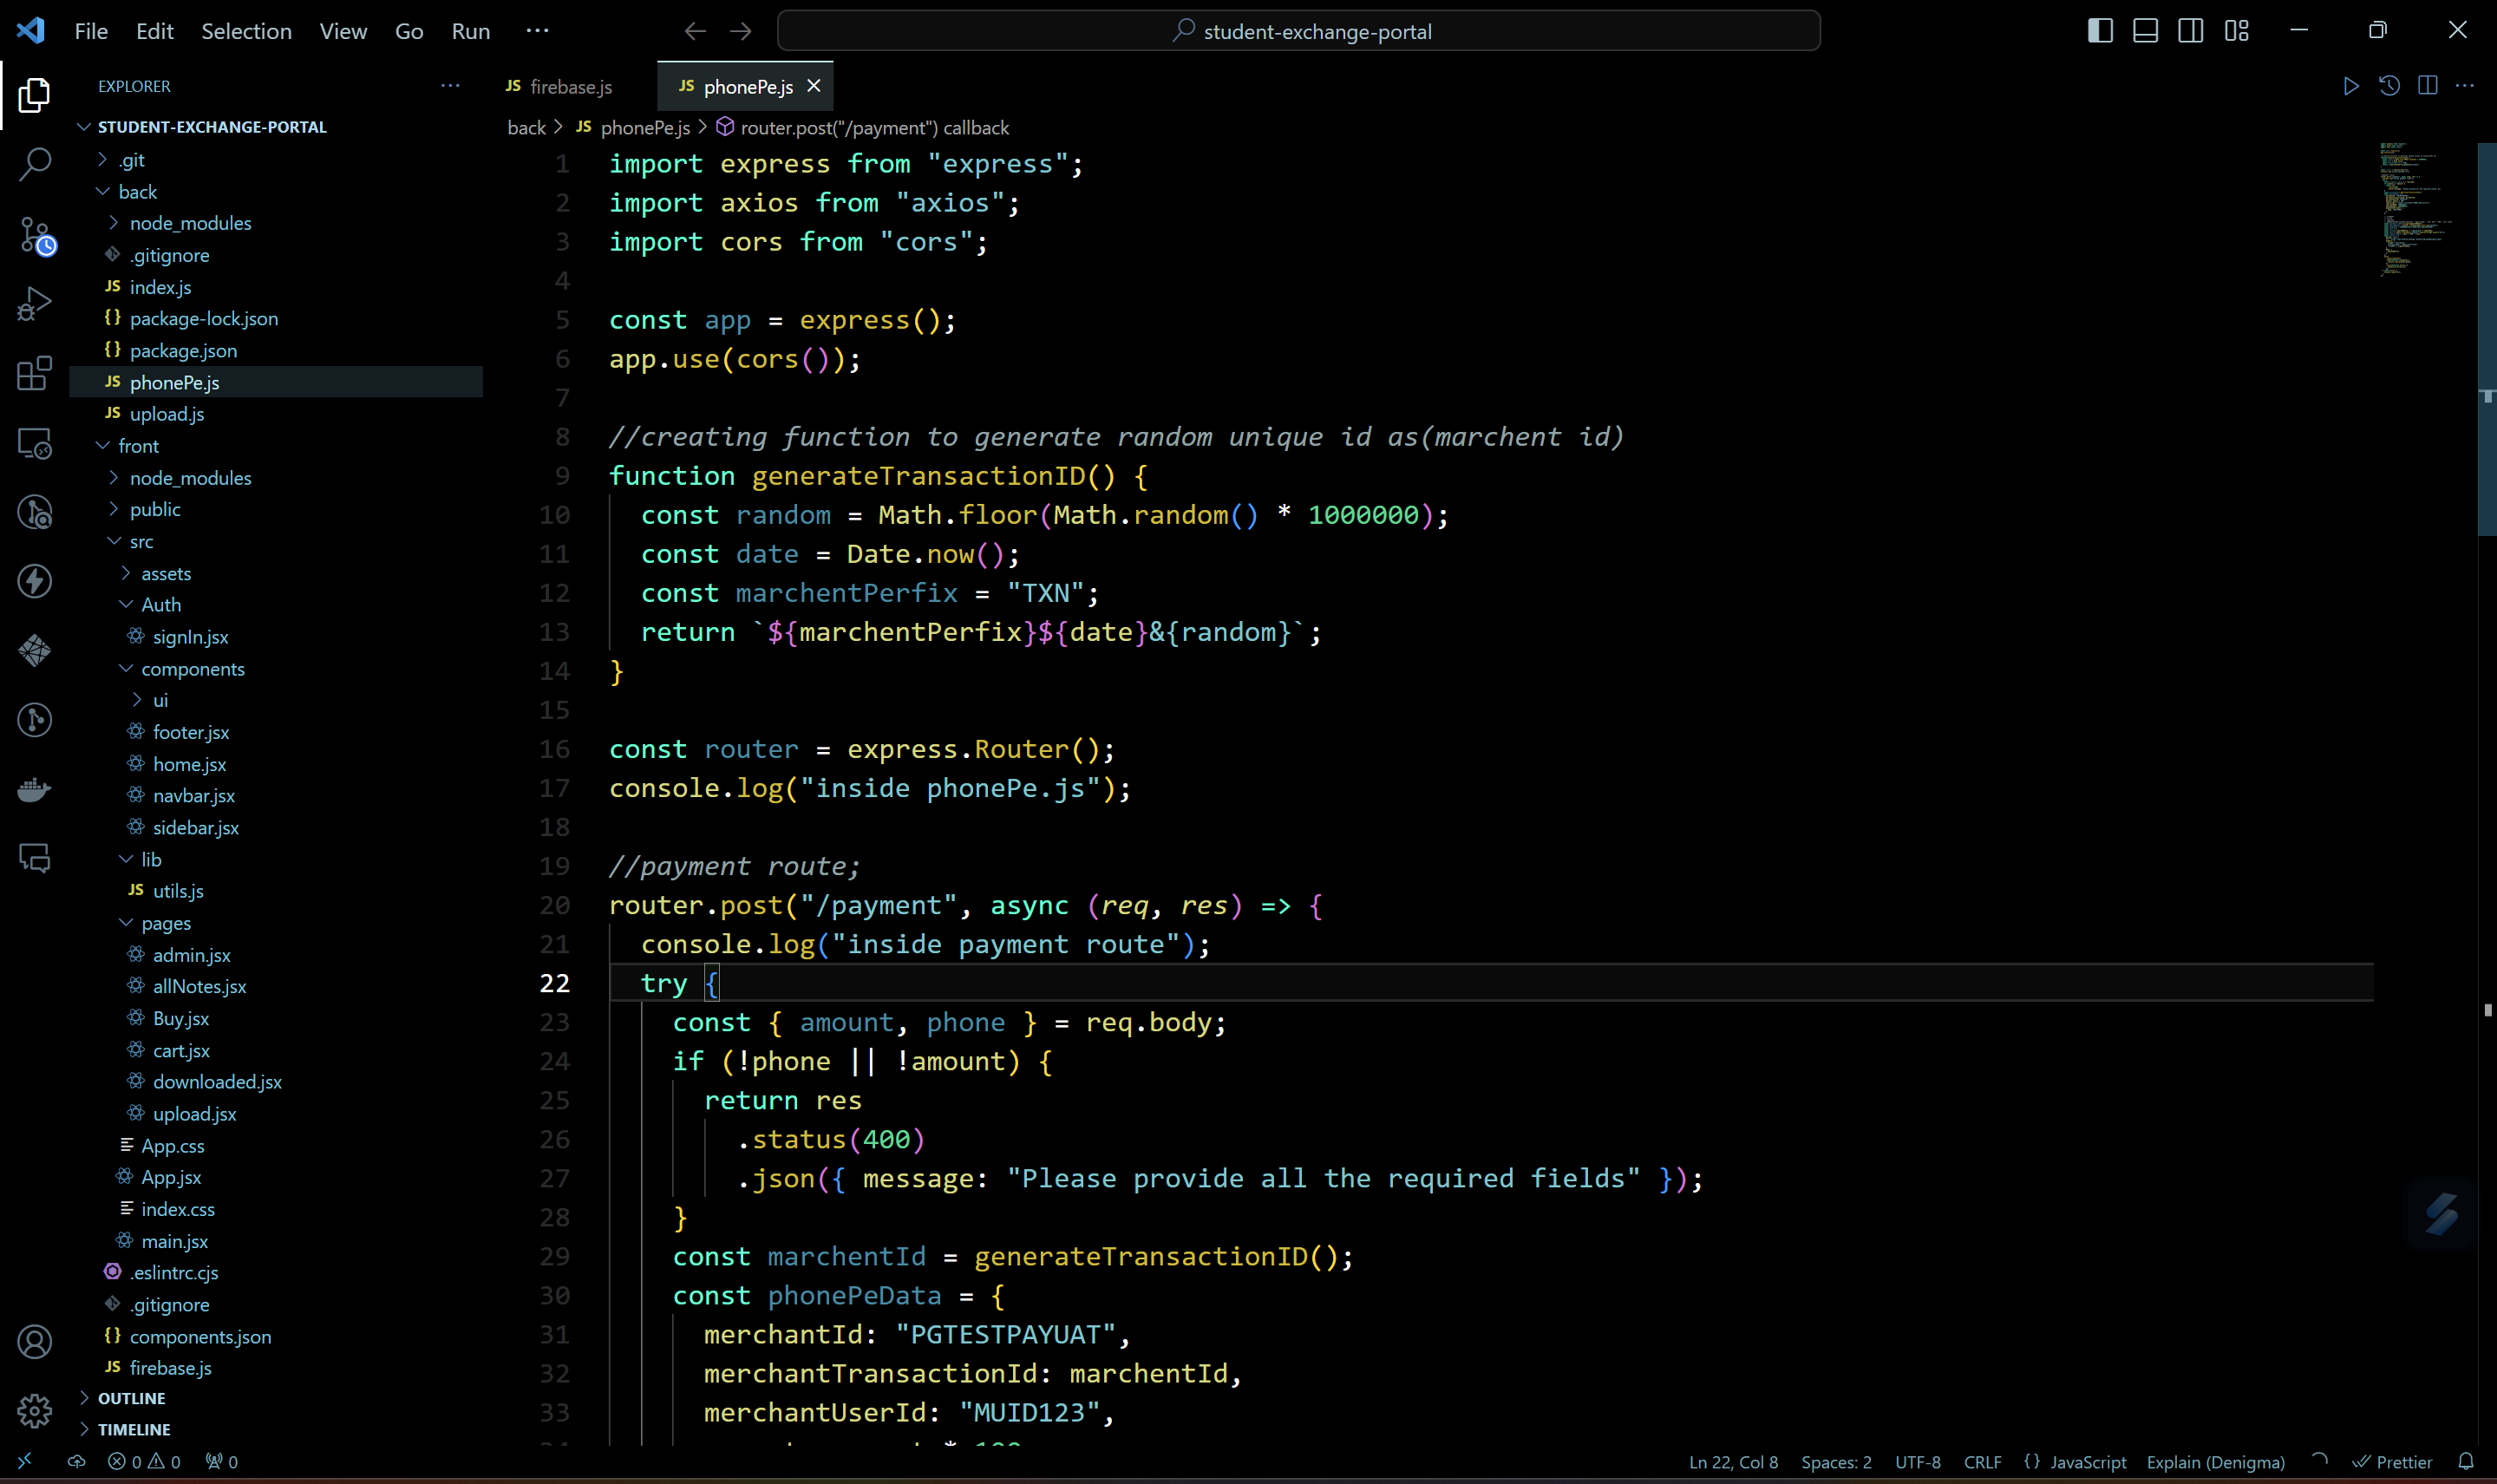 File Edit Selection View Go Run ···
student-exchange-portal
EXPLORER ···
STUDENT-EXCHANGE-PORTAL
.git
back
node_modules
.gitignore
index.js
package-lock.json
package.json
phonePe.js
upload.js
front
node_modules
public
src
assets
Auth
signIn.jsx
components
ui
footer.jsx
home.jsx
navbar.jsx
sidebar.jsx
lib
utils.js
pages
admin.jsx
allNotes.jsx
Buy.jsx
cart.jsx
downloaded.jsx
upload.jsx
App.css
App.jsx
index.css
main.jsx
.eslintrc.cjs
.gitignore
components.json
firebase.js
OUTLINE
TIMELINE
JS firebase.js JS phonePe.js
back > JS phonePe.js > router.post("/payment") callback
1 import express from "express";
2 import axios from "axios";
3 import cors from "cors";
4
5 const app = express();
6 app.use(cors());
7
8 //creating function to generate random unique id as(marchent id)
9 function generateTransactionID() {
10 const random = Math.floor(Math.random() * 1000000);
11 const date = Date.now();
12 const marchentPerfix = "TXN";
13 return `${marchentPerfix}${date}&{random}`;
14 }
15
16 const router = express.Router();
17 console.log("inside phonePe.js");
18
19 //payment route;
20 router.post("/payment", async (req, res) => {
21 console.log("inside payment route");
22 try {
23 const { amount, phone } = req.body;
24 if (!phone || !amount) {
25 return res
26 .status(400)
27 .json({ message: "Please provide all the required fields" });
28 }
29 const marchentId = generateTransactionID();
30 const phonePeData = {
31 merchantId: "PGTESTPAYUAT",
32 merchantTransactionId: marchentId,
33 merchantUserId: "MUID123",
0 0 0 Ln 22, Col 8 Spaces: 2 UTF-8 CRLF {} JavaScript Explain (Denigma) Prettier